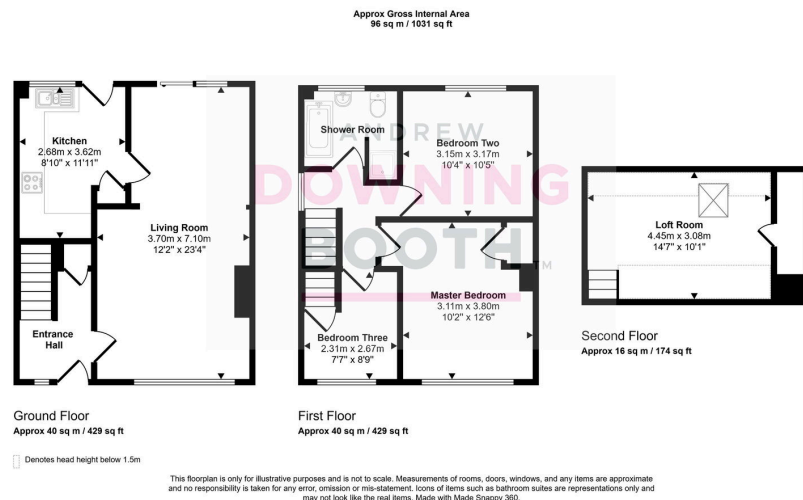 Approx Gross Internal Area
96 sq m / 1031 sq ft
Kitchen
2.68m x 3.62m
8'10" x 11'11"
Living Room
3.70m x 7.10m
12'2" x 23'4"
Entrance
Hall
Ground Floor
Approx 40 sq m / 429 sq ft
Denotes head height below 1.5m
Shower Room
Bedroom Two
3.15m x 3.17m
10'4" x 10'5"
Master Bedroom
3.11m x 3.80m
10'2" x 12'6"
Bedroom Three
2.31m x 2.67m
7'7" x 8'9"
First Floor
Approx 40 sq m / 429 sq ft
ANDREW
DOWNING
BOOTH™
Loft Room
4.45m x 3.08m
14'7" x 10'1"
Second Floor
Approx 16 sq m / 174 sq ft
This floorplan is only for illustrative purposes and is not to scale. Measurements of rooms, doors, windows, and any items are approximate
and no responsibility is taken for any error, omission or mis-statement. Icons of items such as bathroom suites are representations only and
may not look like the real items. Made with Made Snappy 360.